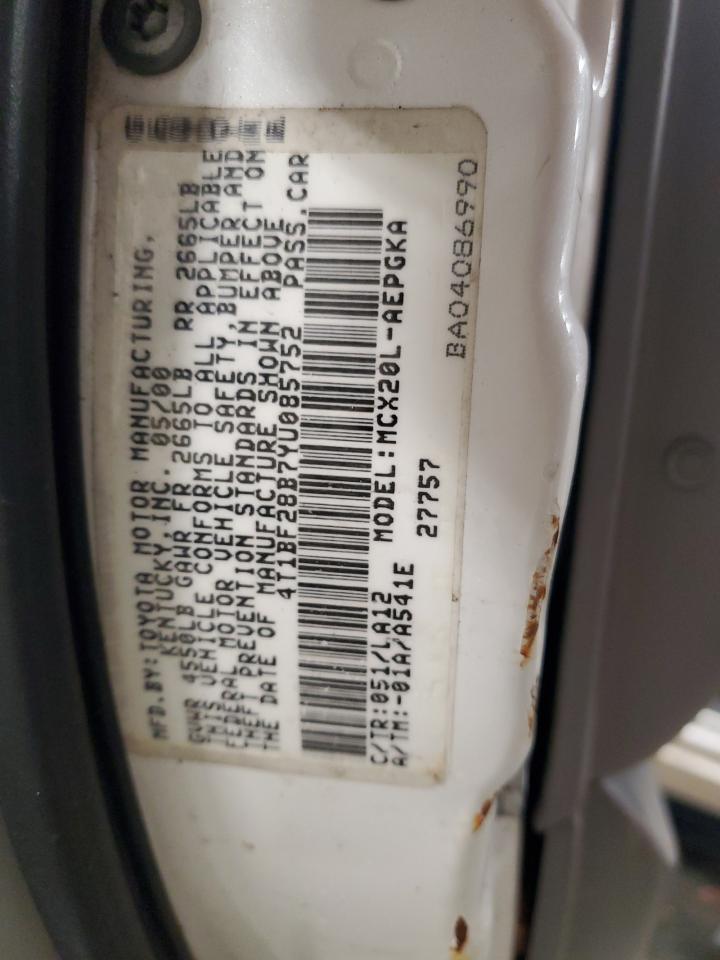 MFD.BY:TOYOTA MOTOR MANUFACTURING,
KENTUCKY,INC. 05/00
GVWR 4550LB GAWR FR 2665LB RR 2665LB
THIS VEHICLE CONFORMS TO ALL APPLICABLE
FEDERAL MOTOR VEHICLE SAFETY,BUMPER AND
THEFT PREVENTION STANDARDS IN EFFECT ON
THE DATE OF MANUFACTURE SHOWN ABOVE
4T1BF28B7YU085752 PASS.CAR
C/TR:051/LA12 MODEL:MCX20L-AEPGKA
A/TM:-01A/A541E
27757
BA04086990